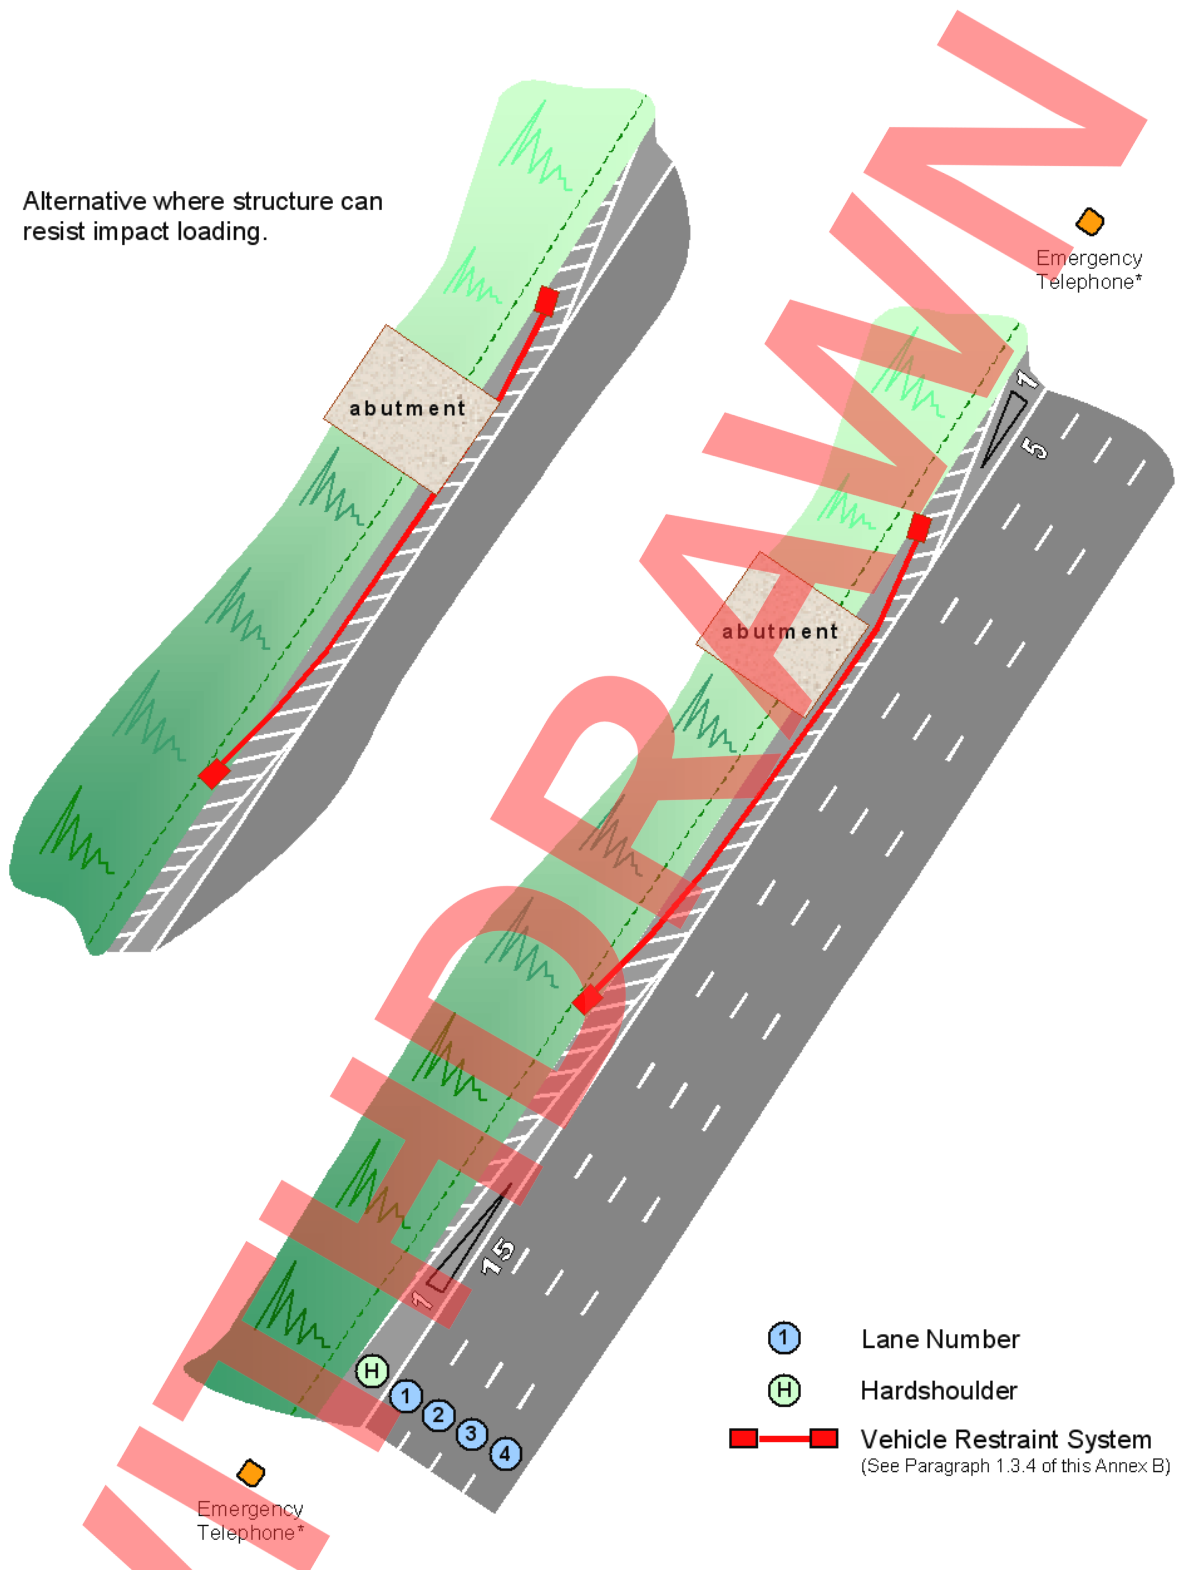 Alternative where structure can
resist impact loading.
abutment
Emergency
Telephone*
1
5
abutment
15
1
H
1
2
3
4
Emergency
Telephone*
1 Lane Number
H Hardshoulder
Vehicle Restraint System
(See Paragraph 1.3.4 of this Annex B)
WITHDRAWN